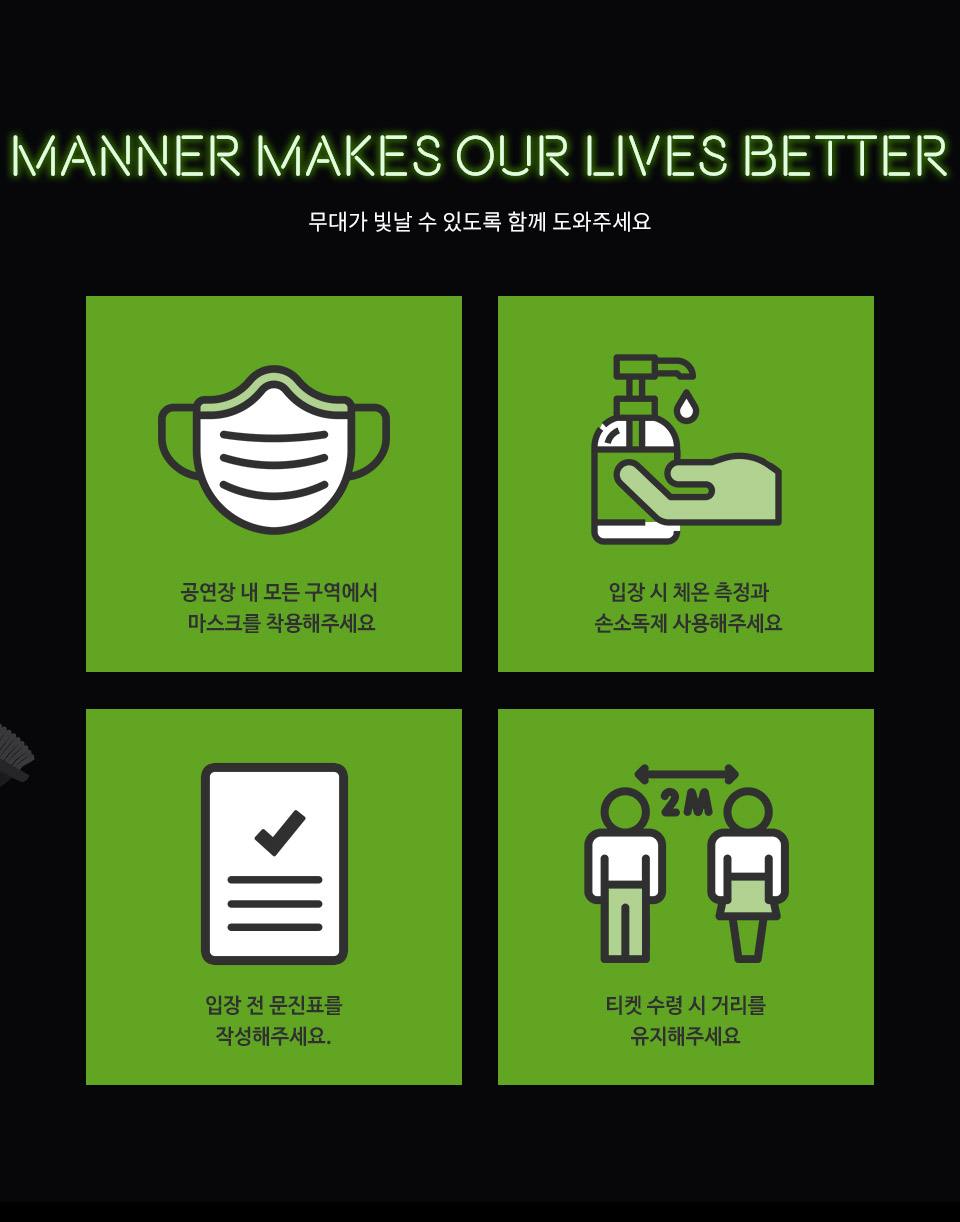 MANNER MAKES OUR LIVES BETTER
무대가 빛날 수 있도록 함께 도와주세요
공연장 내 모든 구역에서
마스크를 착용해주세요
입장 시 체온 측정과
손소독제 사용해주세요
입장 전 문진표를
작성해주세요.
2M
티켓 수령 시 거리를
유지해주세요